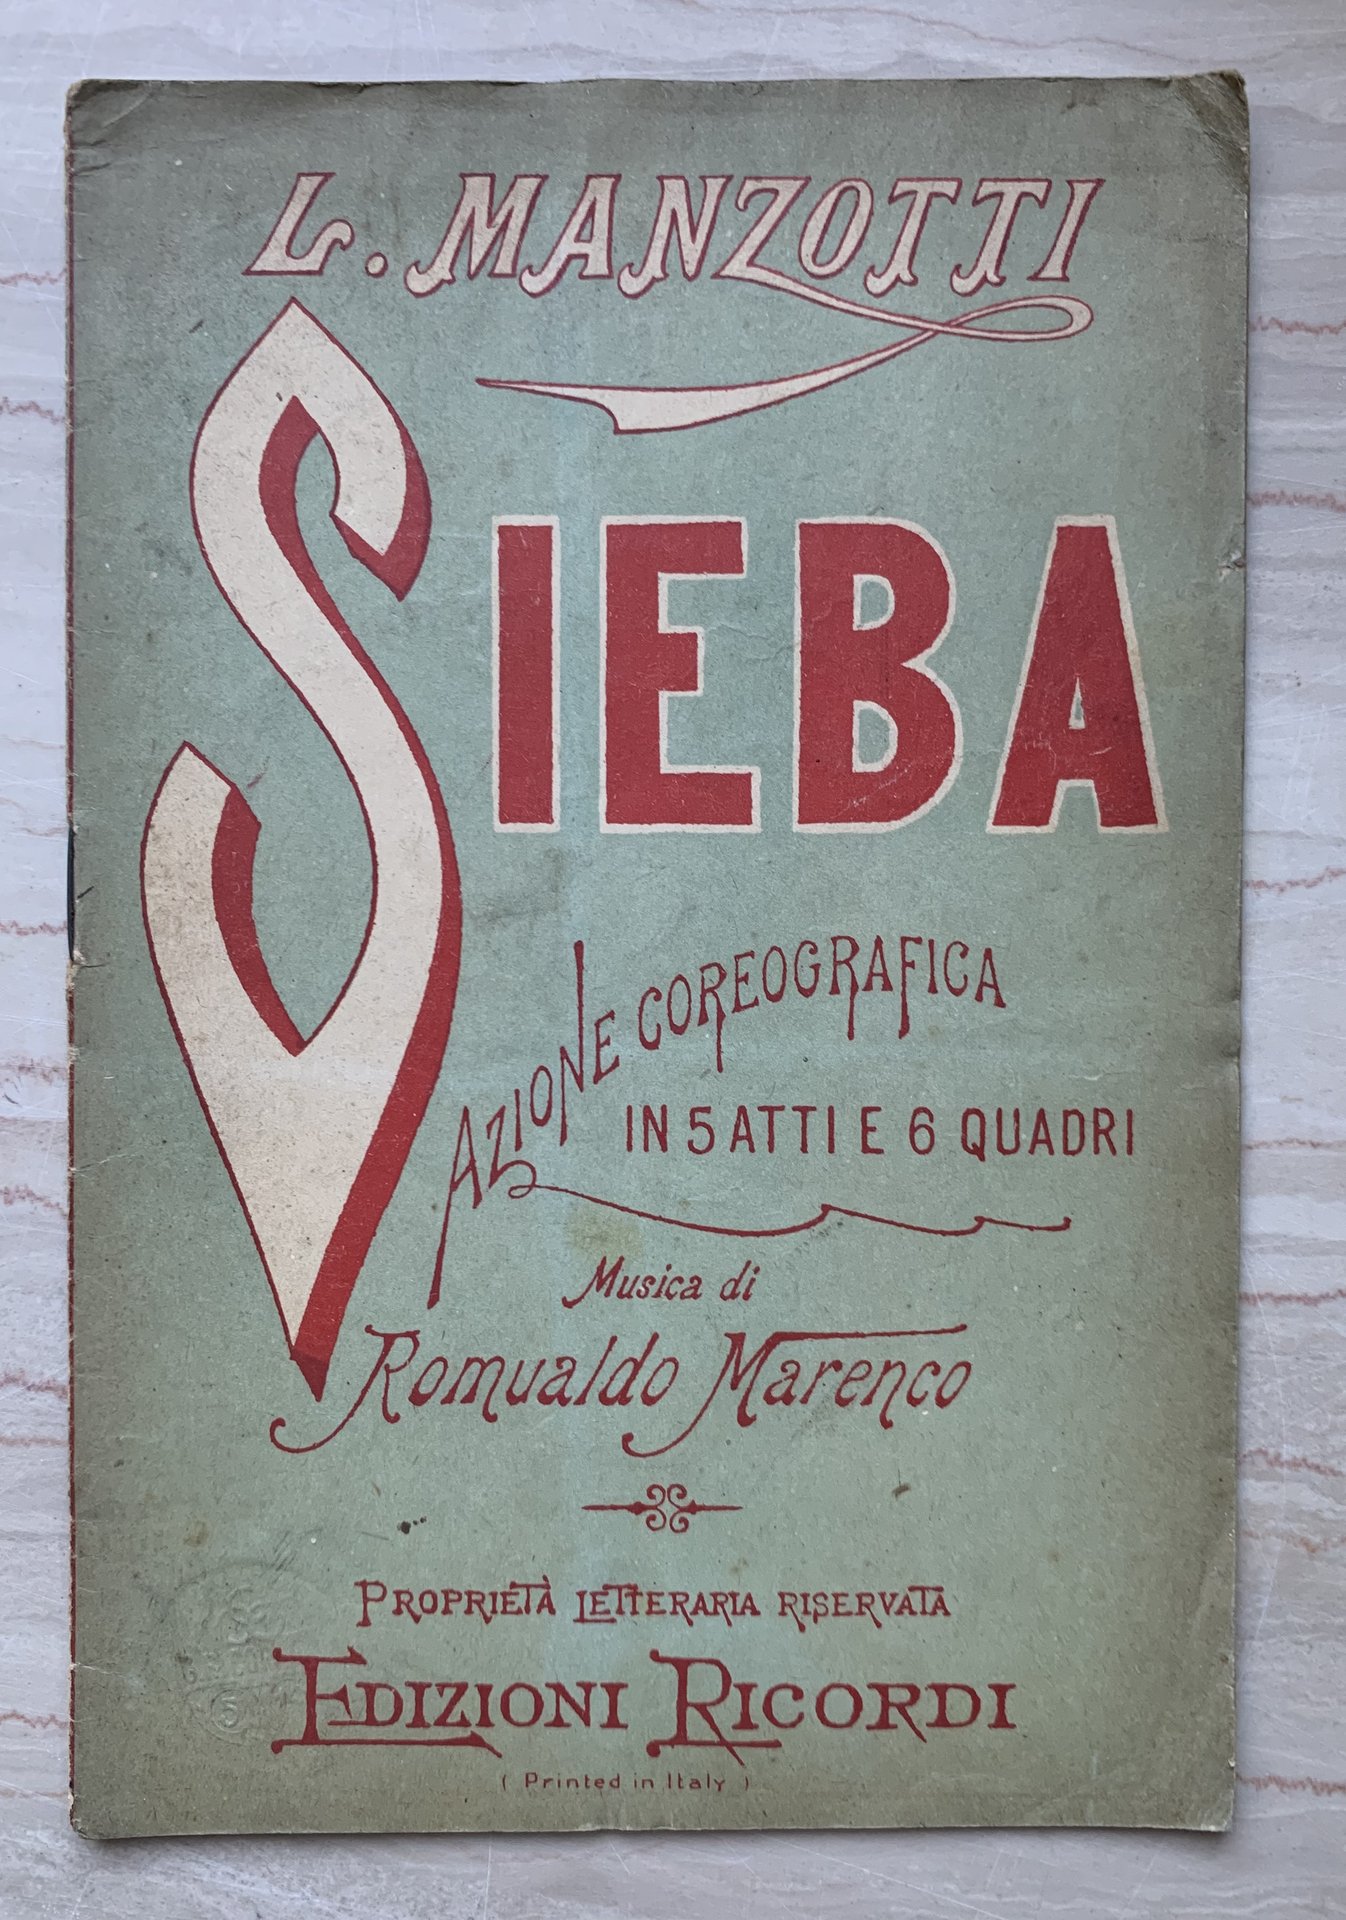 L. MANZOTTI
SIEBA
AZIONE COREOGRAFICA
IN 5 ATTI E 6 QUADRI
Musica di
Romualdo Marenco
PROPRIETÀ LETTERARIA RISERVATA
EDIZIONI RICORDI
( Printed in Italy )